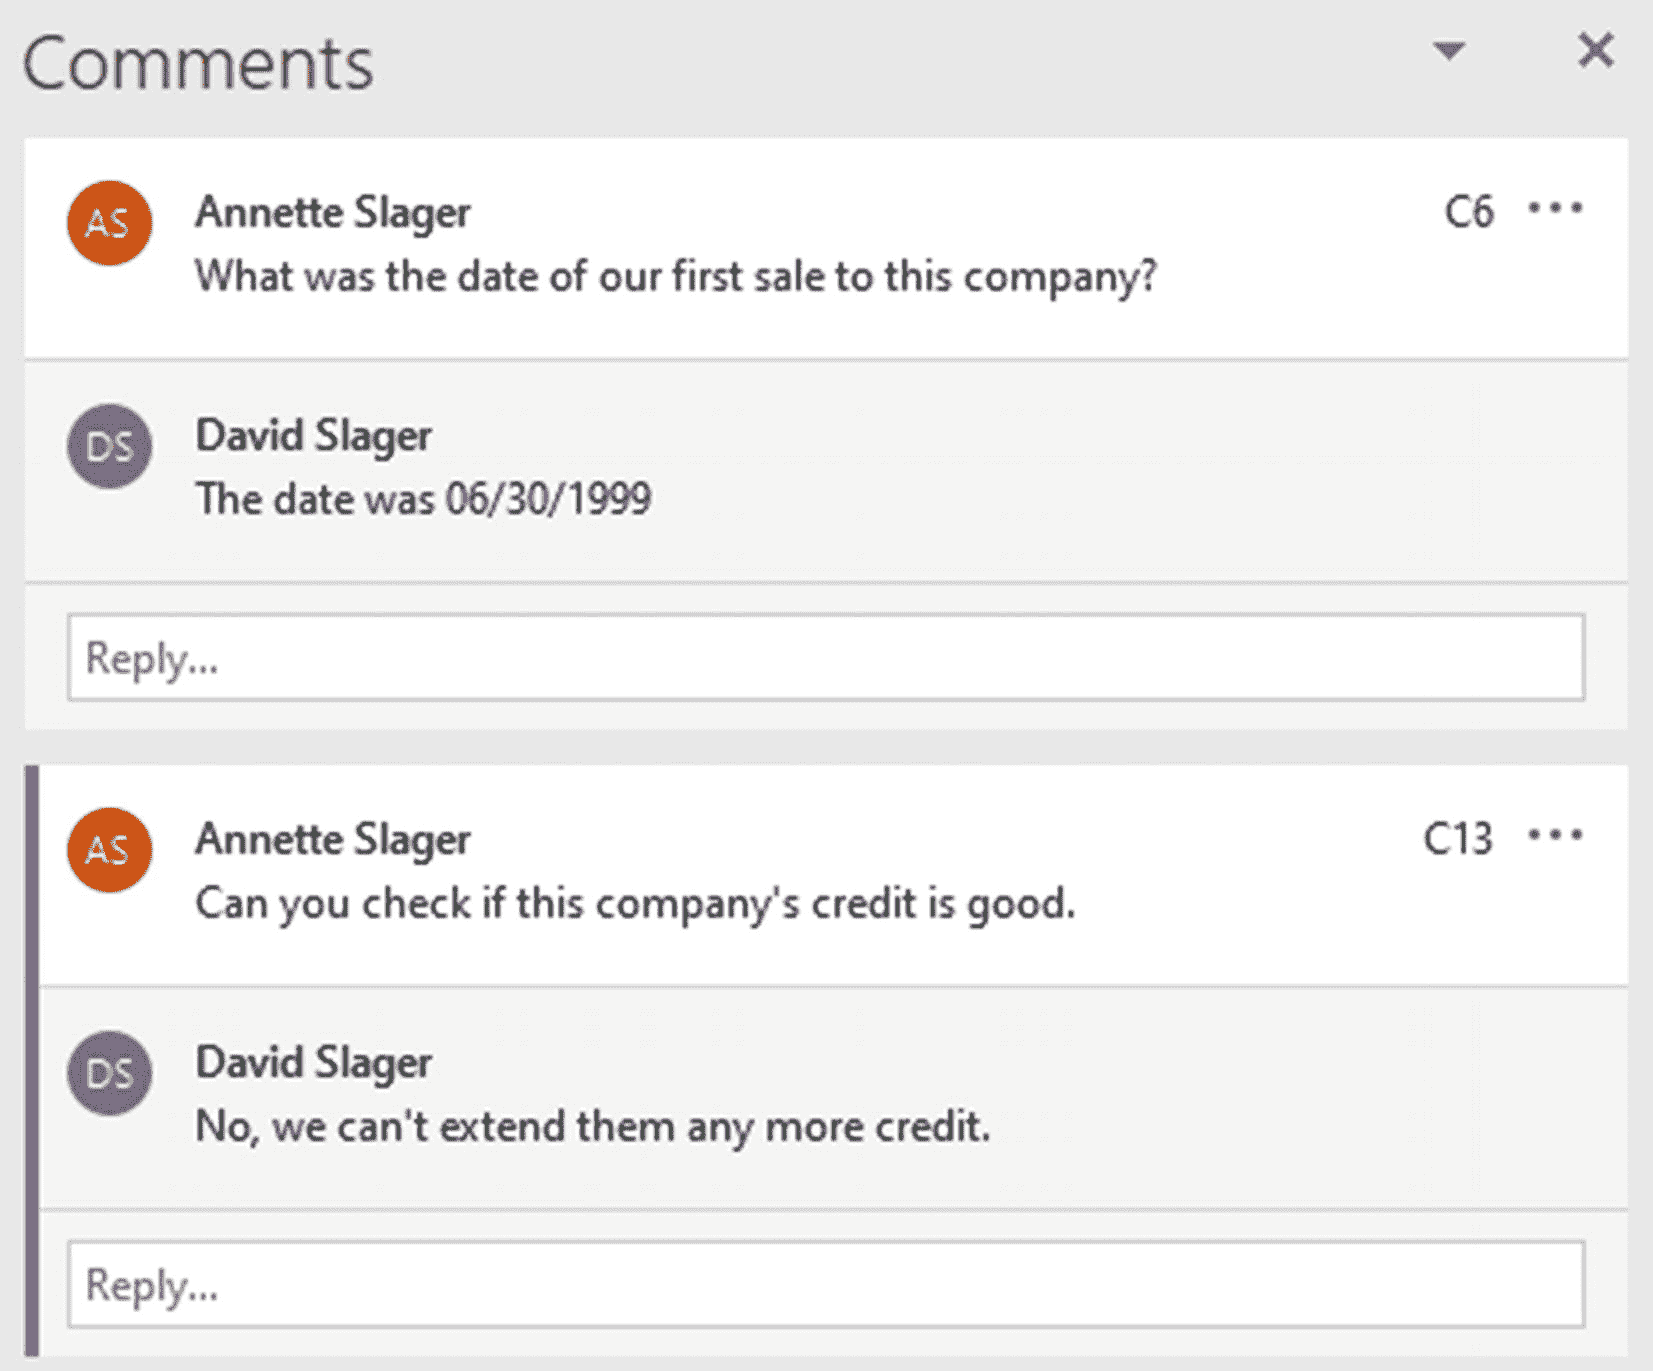 Comments
AS
Annette Slager
C6
What was the date of our first sale to this company?
DS
David Slager
The date was 06/30/1999
Reply...
AS
Annette Slager
C13
Can you check if this company's credit is good.
DS
David Slager
No, we can't extend them any more credit.
Reply...